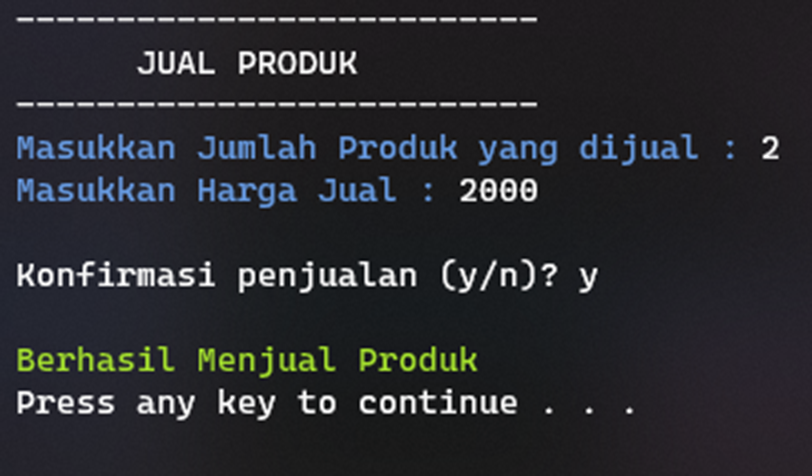 --------------------------
JUAL PRODUK
--------------------------
Masukkan Jumlah Produk yang dijual : 2
Masukkan Harga Jual : 2000
Konfirmasi penjualan (y/n)? y
Berhasil Menjual Produk
Press any key to continue . . .